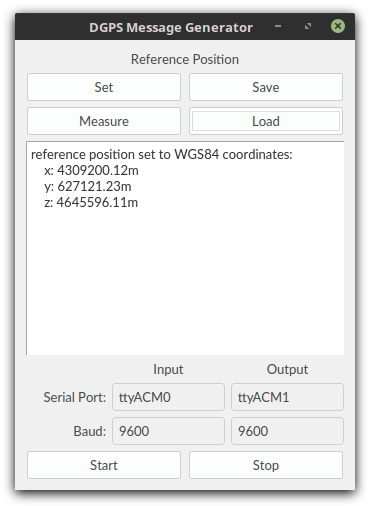 DGPS Message Generator
Reference Position
Set Save
Measure Load
reference position set to WGS84 coordinates:
x: 4309200.12m
y: 627121.23m
z: 4645596.11m
Input Output
Serial Port: ttyACM0 ttyACM1
Baud: 9600 9600
Start Stop